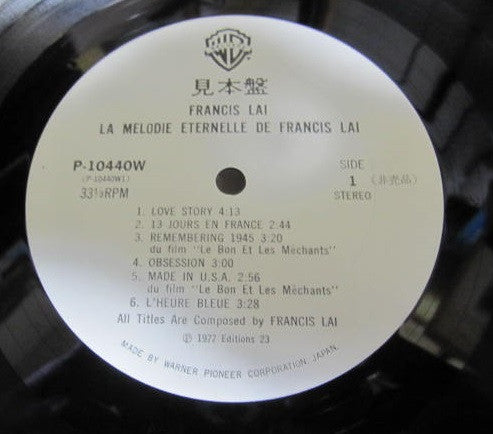 見本盤
FRANCIS LAI
LA MELODIE ETERNELLE DE FRANCIS LAI
P-10440W
(P-10440W1)
33⅓RPM
SIDE
1 (非売品)
STEREO
1. LOVE STORY 4:13
2. 13 JOURS EN FRANCE 2:44
3. REMEMBERING 1945 3:20
du film "Le Bon Et Les Méchants"
4. OBSESSION 3:00
5. MADE IN U.S.A. 2:56
du film "Le Bon Et Les Méchants"
6. L'HEURE BLEUE 3:28
All Titles Are Composed by FRANCIS LAI
Ⓟ 1977 Editions 23
MADE BY WARNER PIONEER CORPORATION, JAPAN.